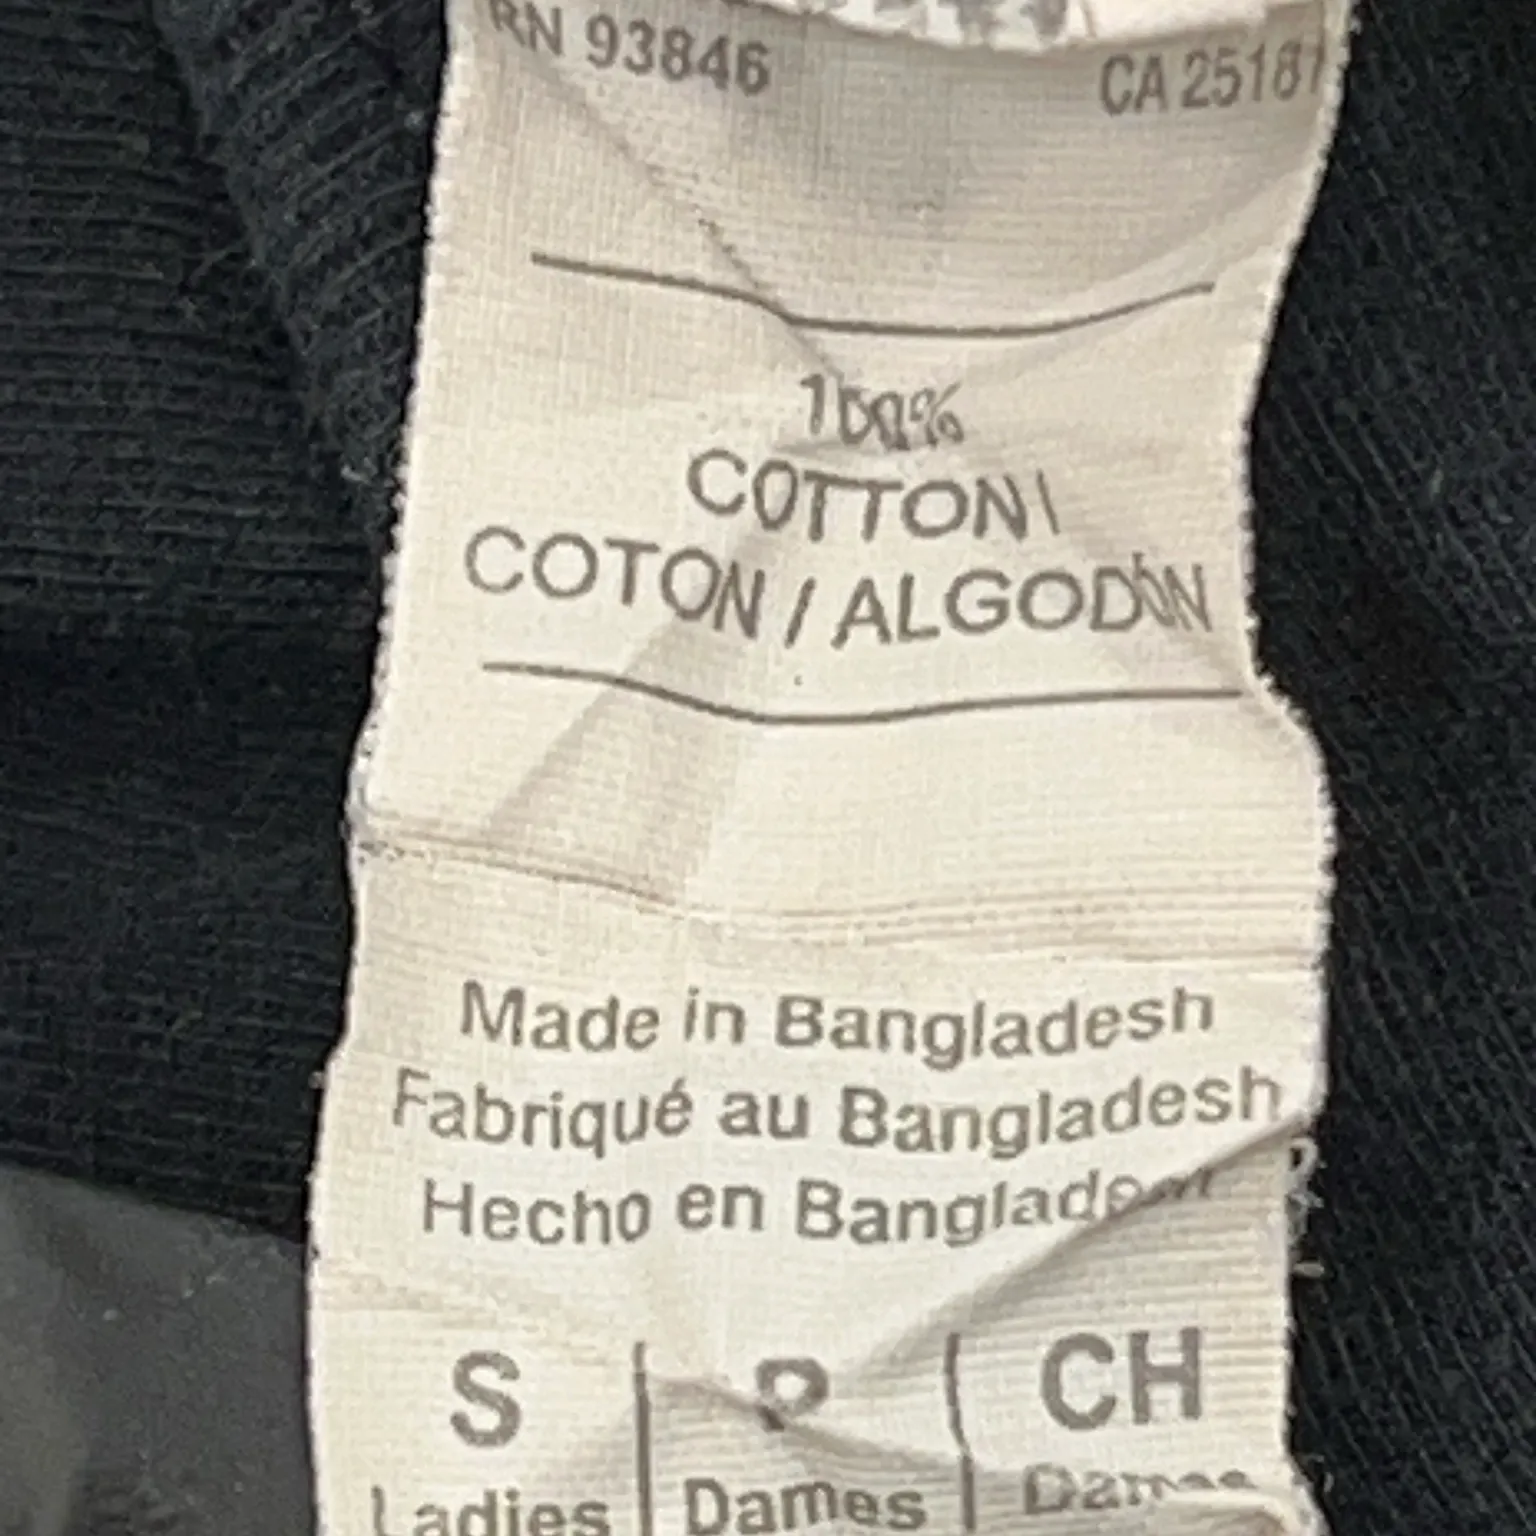 RN 93846 CA 25181
100%
COTTON /
COTON / ALGODÓN
Made in Bangladesh
Fabriqué au Bangladesh
Hecho en Bangladesh
S | P | CH
Ladies | Dames | Damas